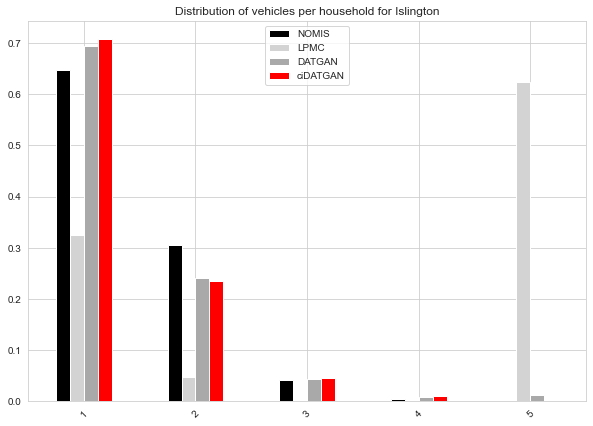 Distribution of vehicles per household for Islington
NOMIS
LPMC
DATGAN
ciDATGAN
0.7
0.6
0.5
0.4
0.3
0.2
0.1
0.0
1
2
3
4
5